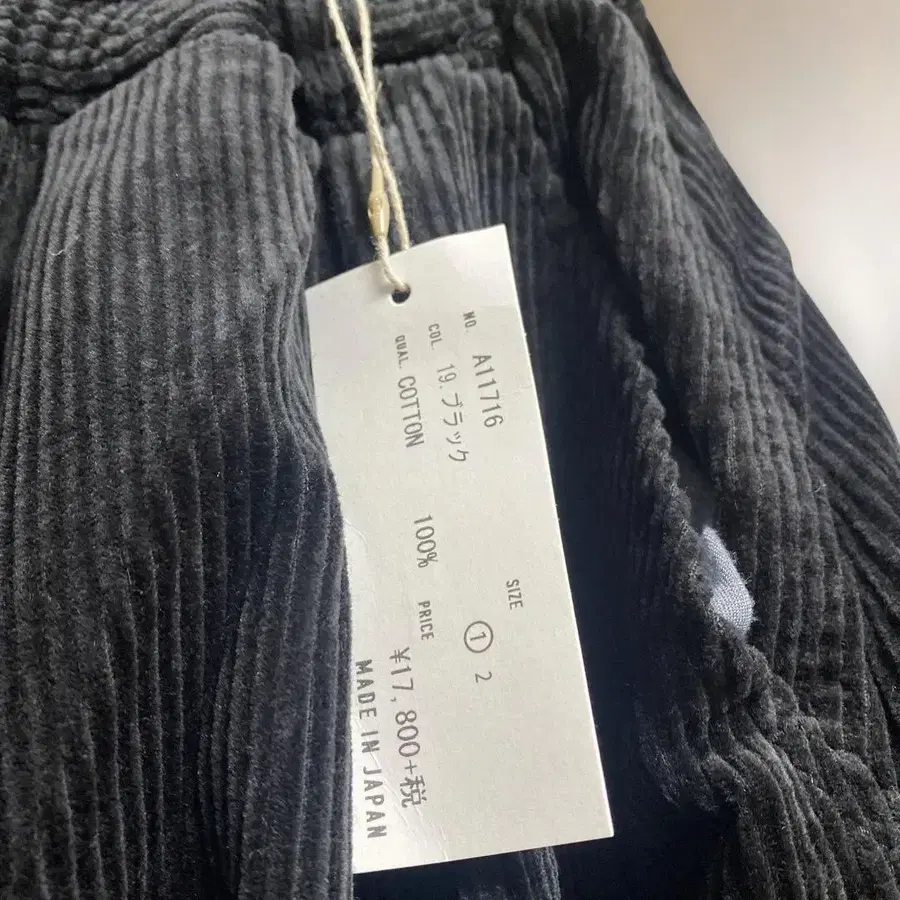 NO. A11716
COL. 19.ブラック
QUAL. COTTON 100%
SIZE ① 2
PRICE ¥17,800+税
MADE IN JAPAN